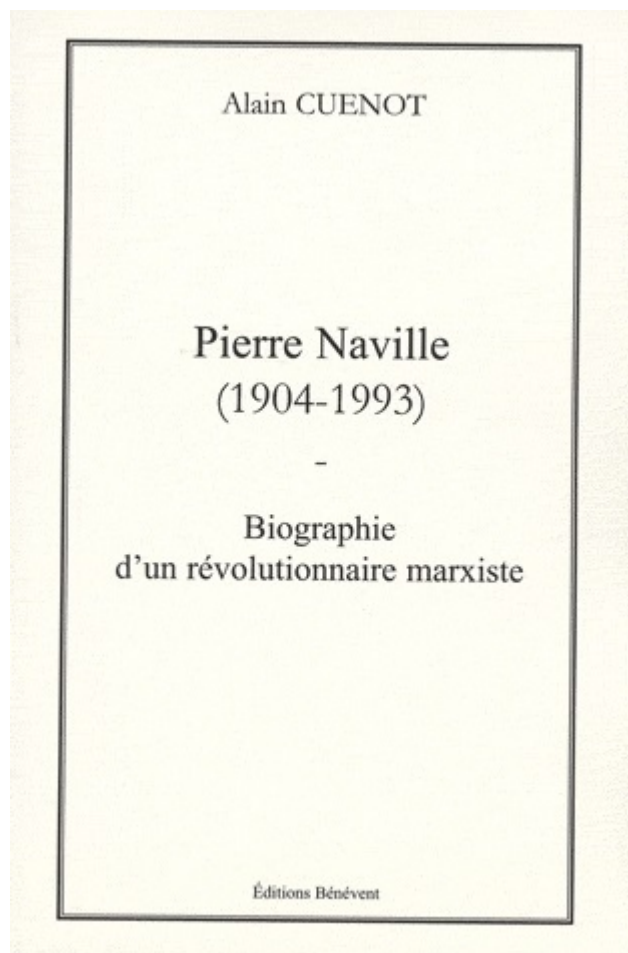 Alain CUENOT
Pierre Naville
(1904-1993)
-
Biographie
d'un révolutionnaire marxiste
Éditions Bénévent